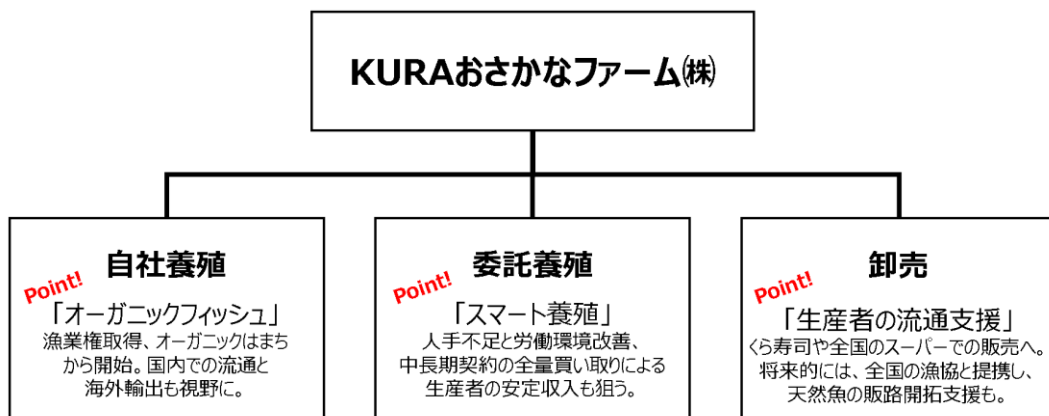 KURAおさかなファーム㈱
自社養殖
Point!
「オーガニックフィッシュ」
漁業権取得、オーガニックはまち
から開始。国内での流通と
海外輸出も視野に。
委託養殖
Point!
「スマート養殖」
人手不足と労働環境改善、
中長期契約の全量買い取りによる
生産者の安定収入も狙う。
卸売
Point!
「生産者の流通支援」
くら寿司や全国のスーパーでの販売へ。
将来的には、全国の漁協と提携し、
天然魚の販路開拓支援も。